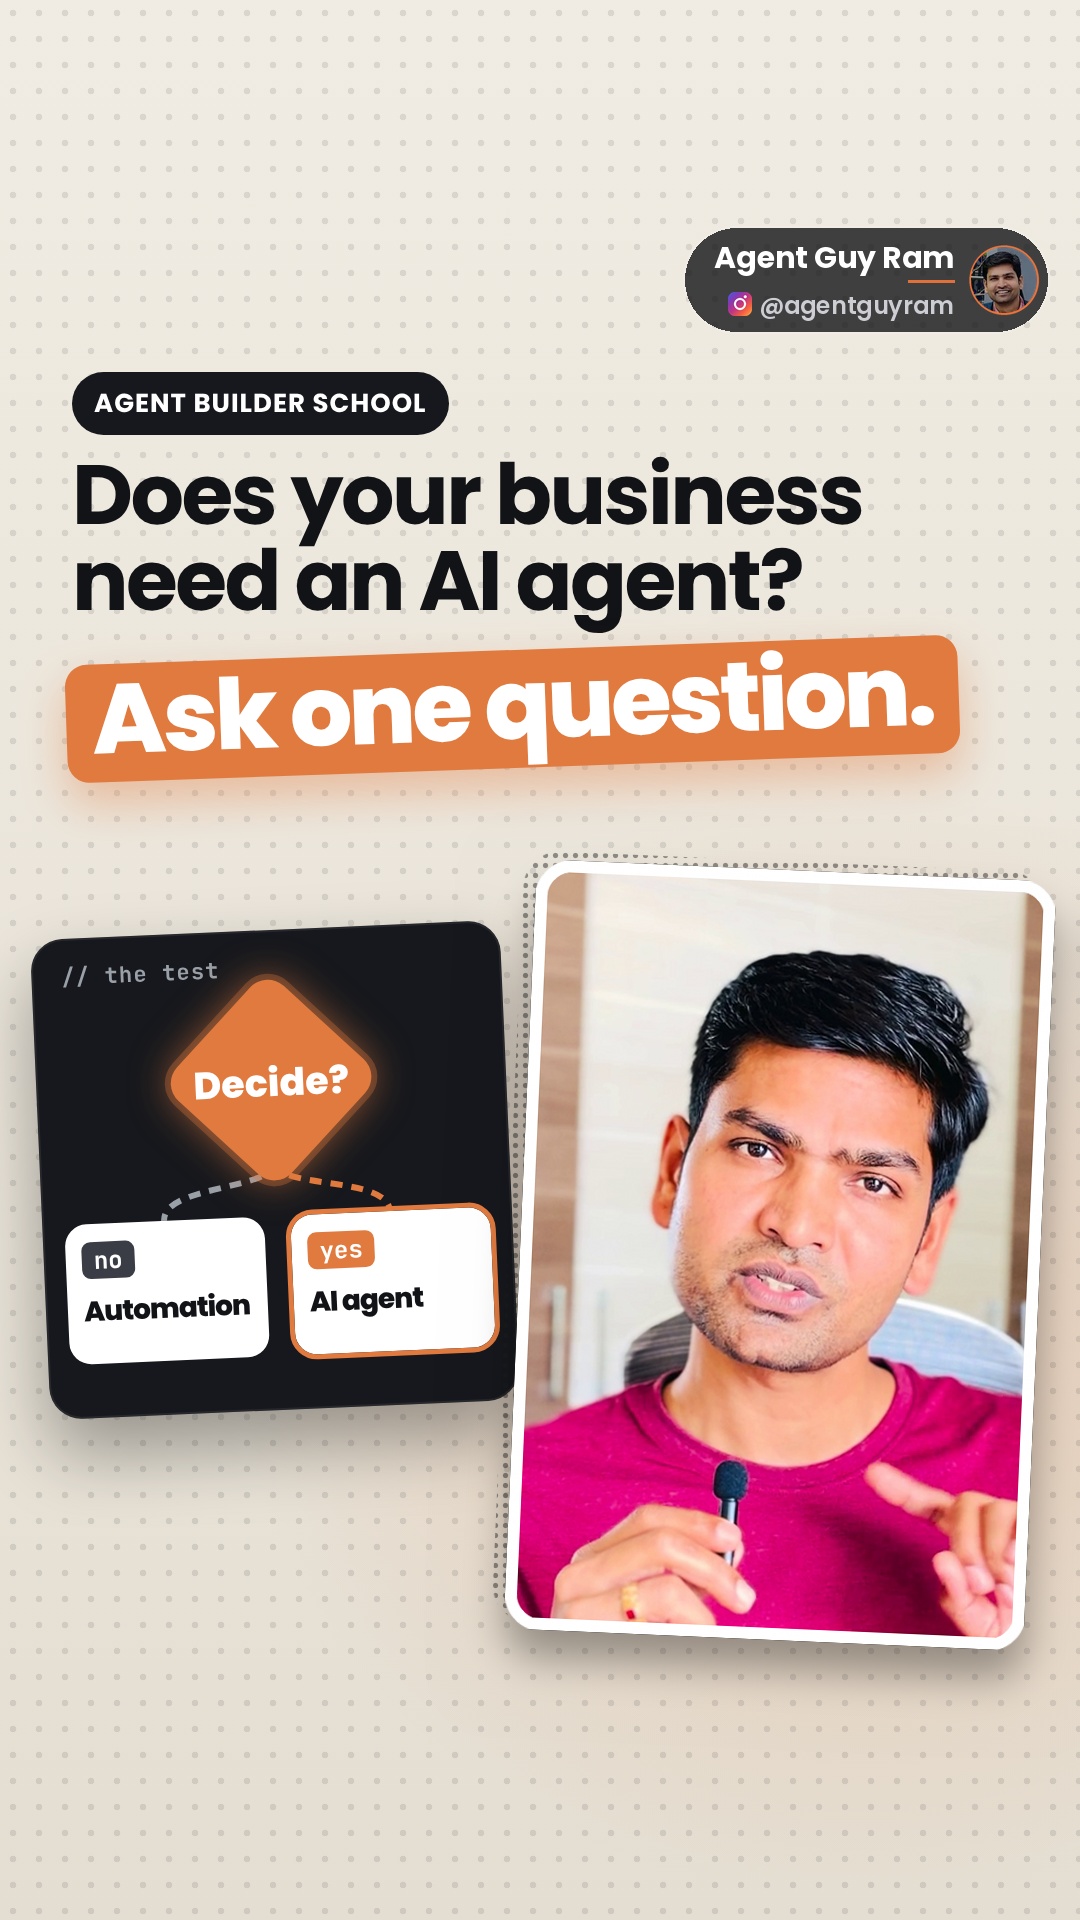 Agent Guy Ram
@agentguyram
AGENT BUILDER SCHOOL
Does your business
need an AI agent?
Ask one question.
// the test
Decide?
no
Automation
yes
AI agent